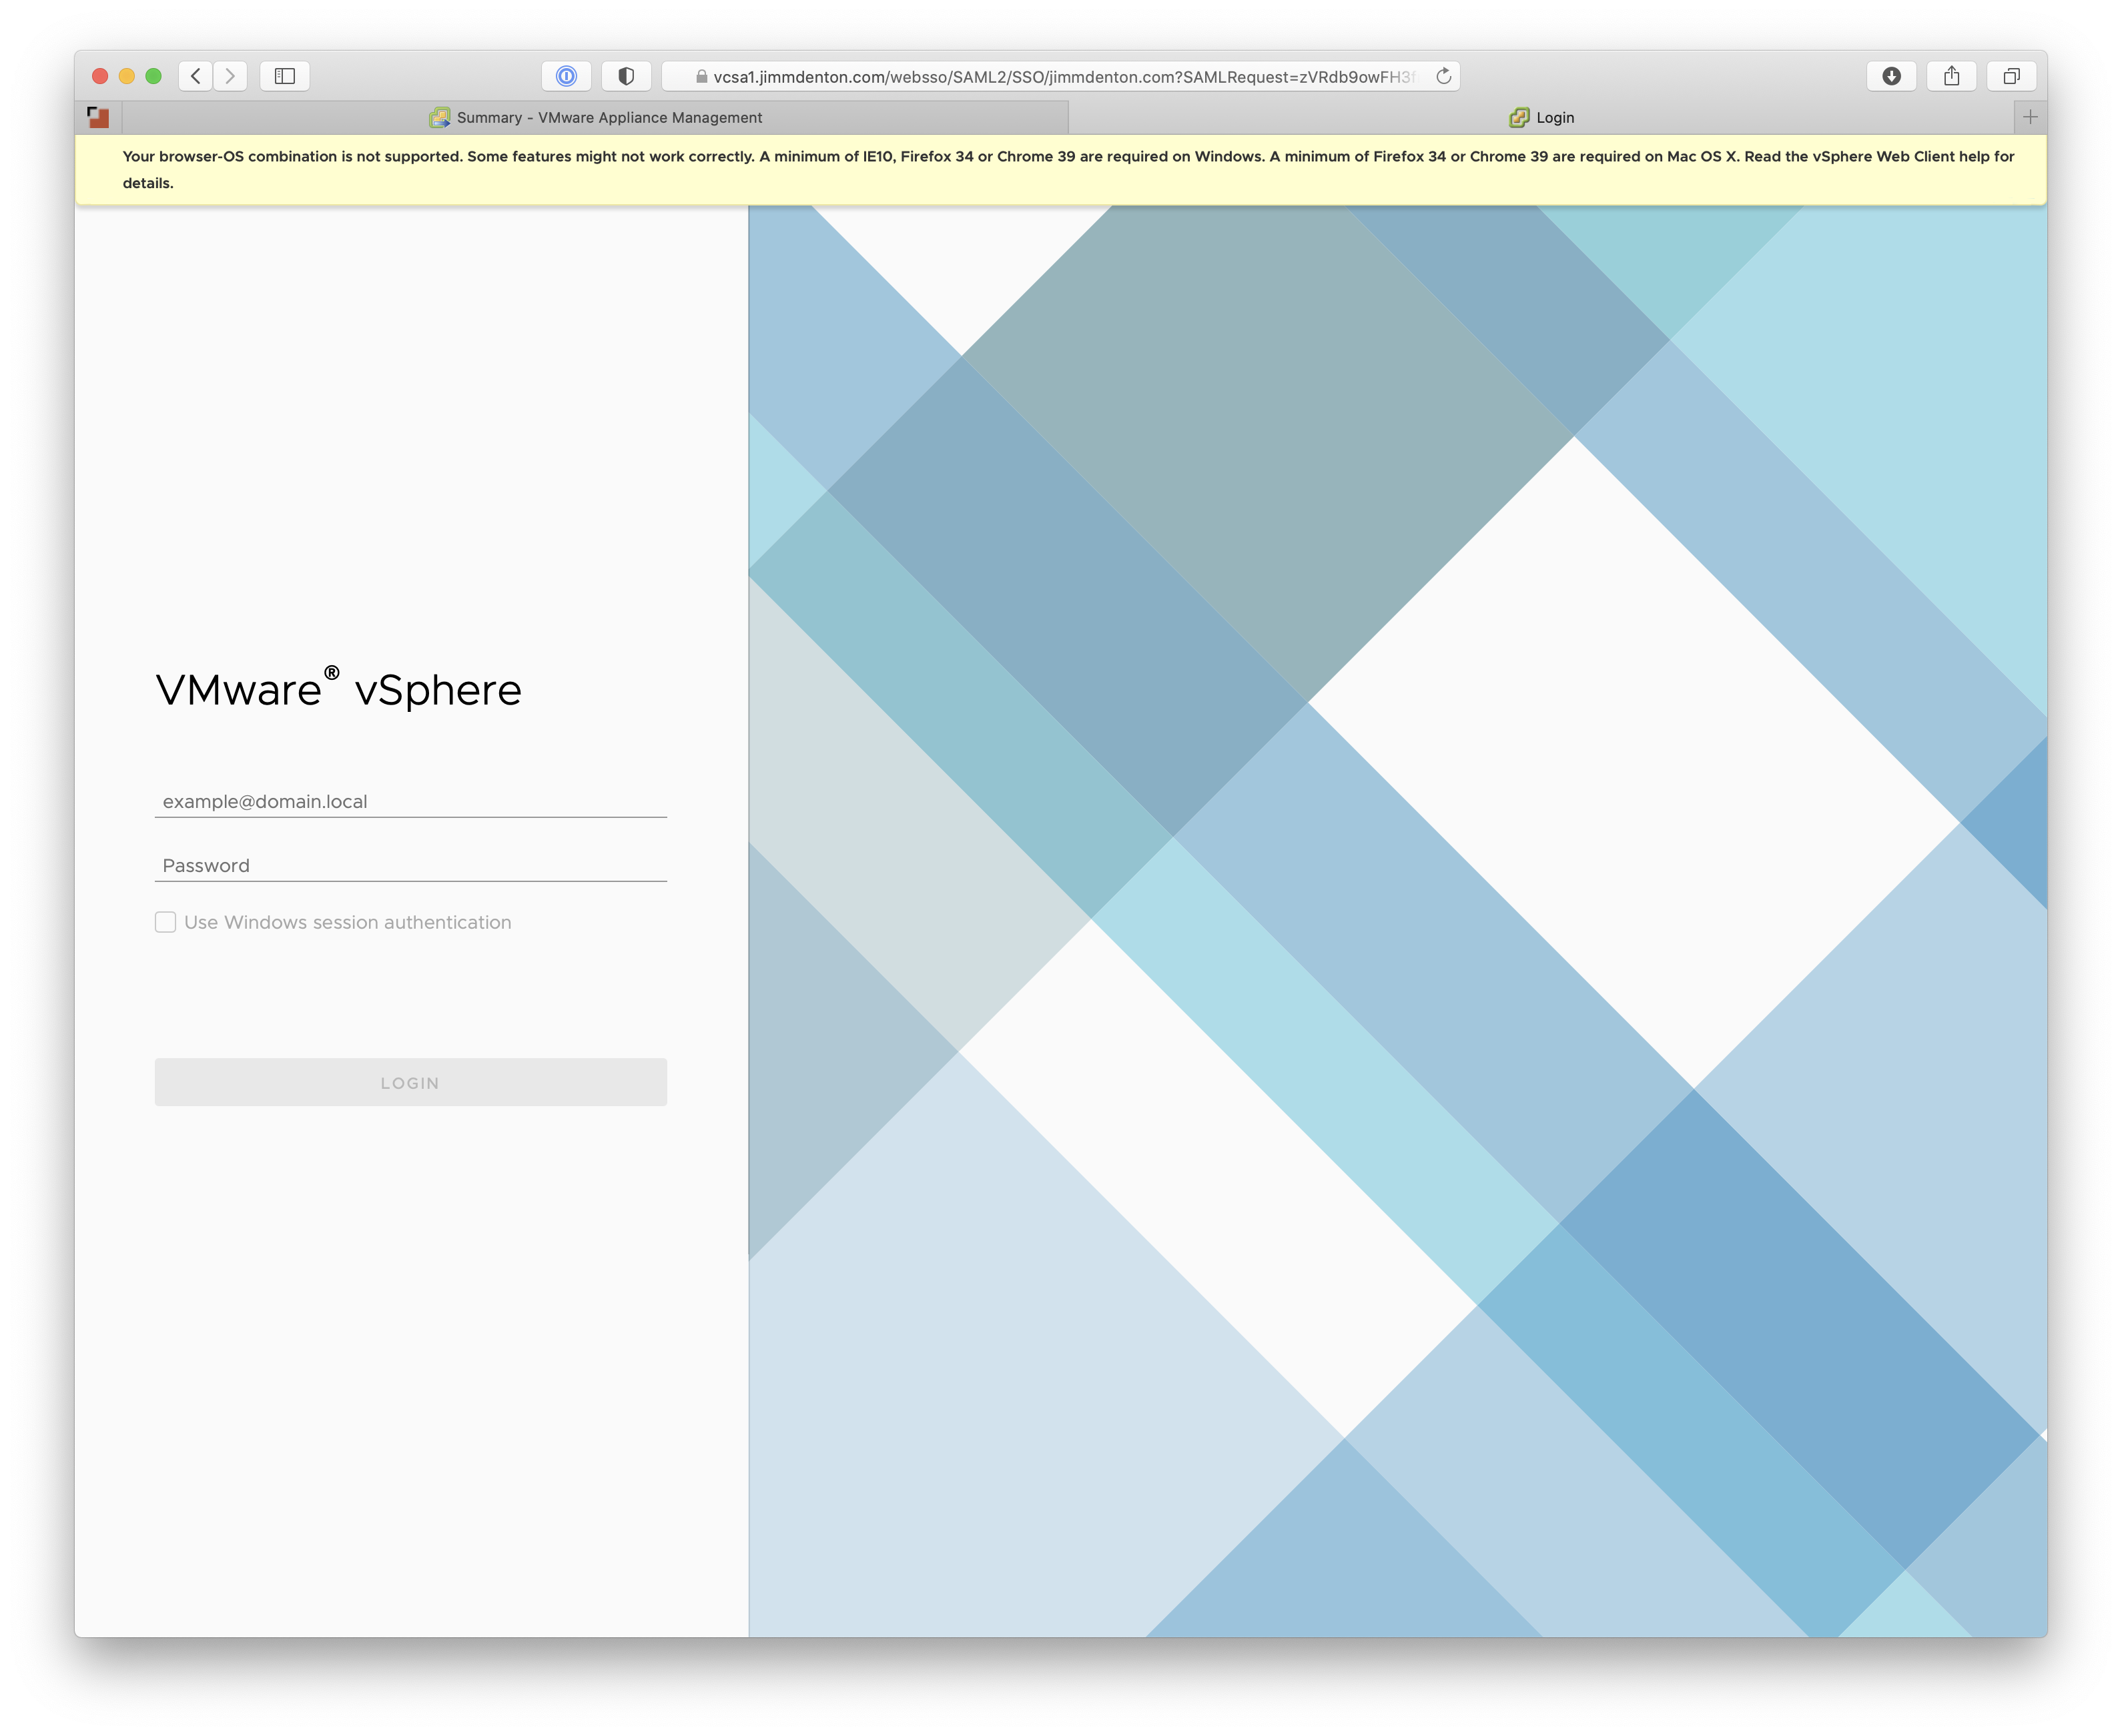 vcsa1.jimmdenton.com/websso/SAML2/SSO/jimmdenton.com?SAMLRequest=zVRdb9owFH3
Summary - VMware Appliance Management
Login
Your browser-OS combination is not supported. Some features might not work correctly. A minimum of IE10, Firefox 34 or Chrome 39 are required on Windows. A minimum of Firefox 34 or Chrome 39 are required on Mac OS X. Read the vSphere Web Client help for
details.
VMware® vSphere
example@domain.local
Password
Use Windows session authentication
LOGIN